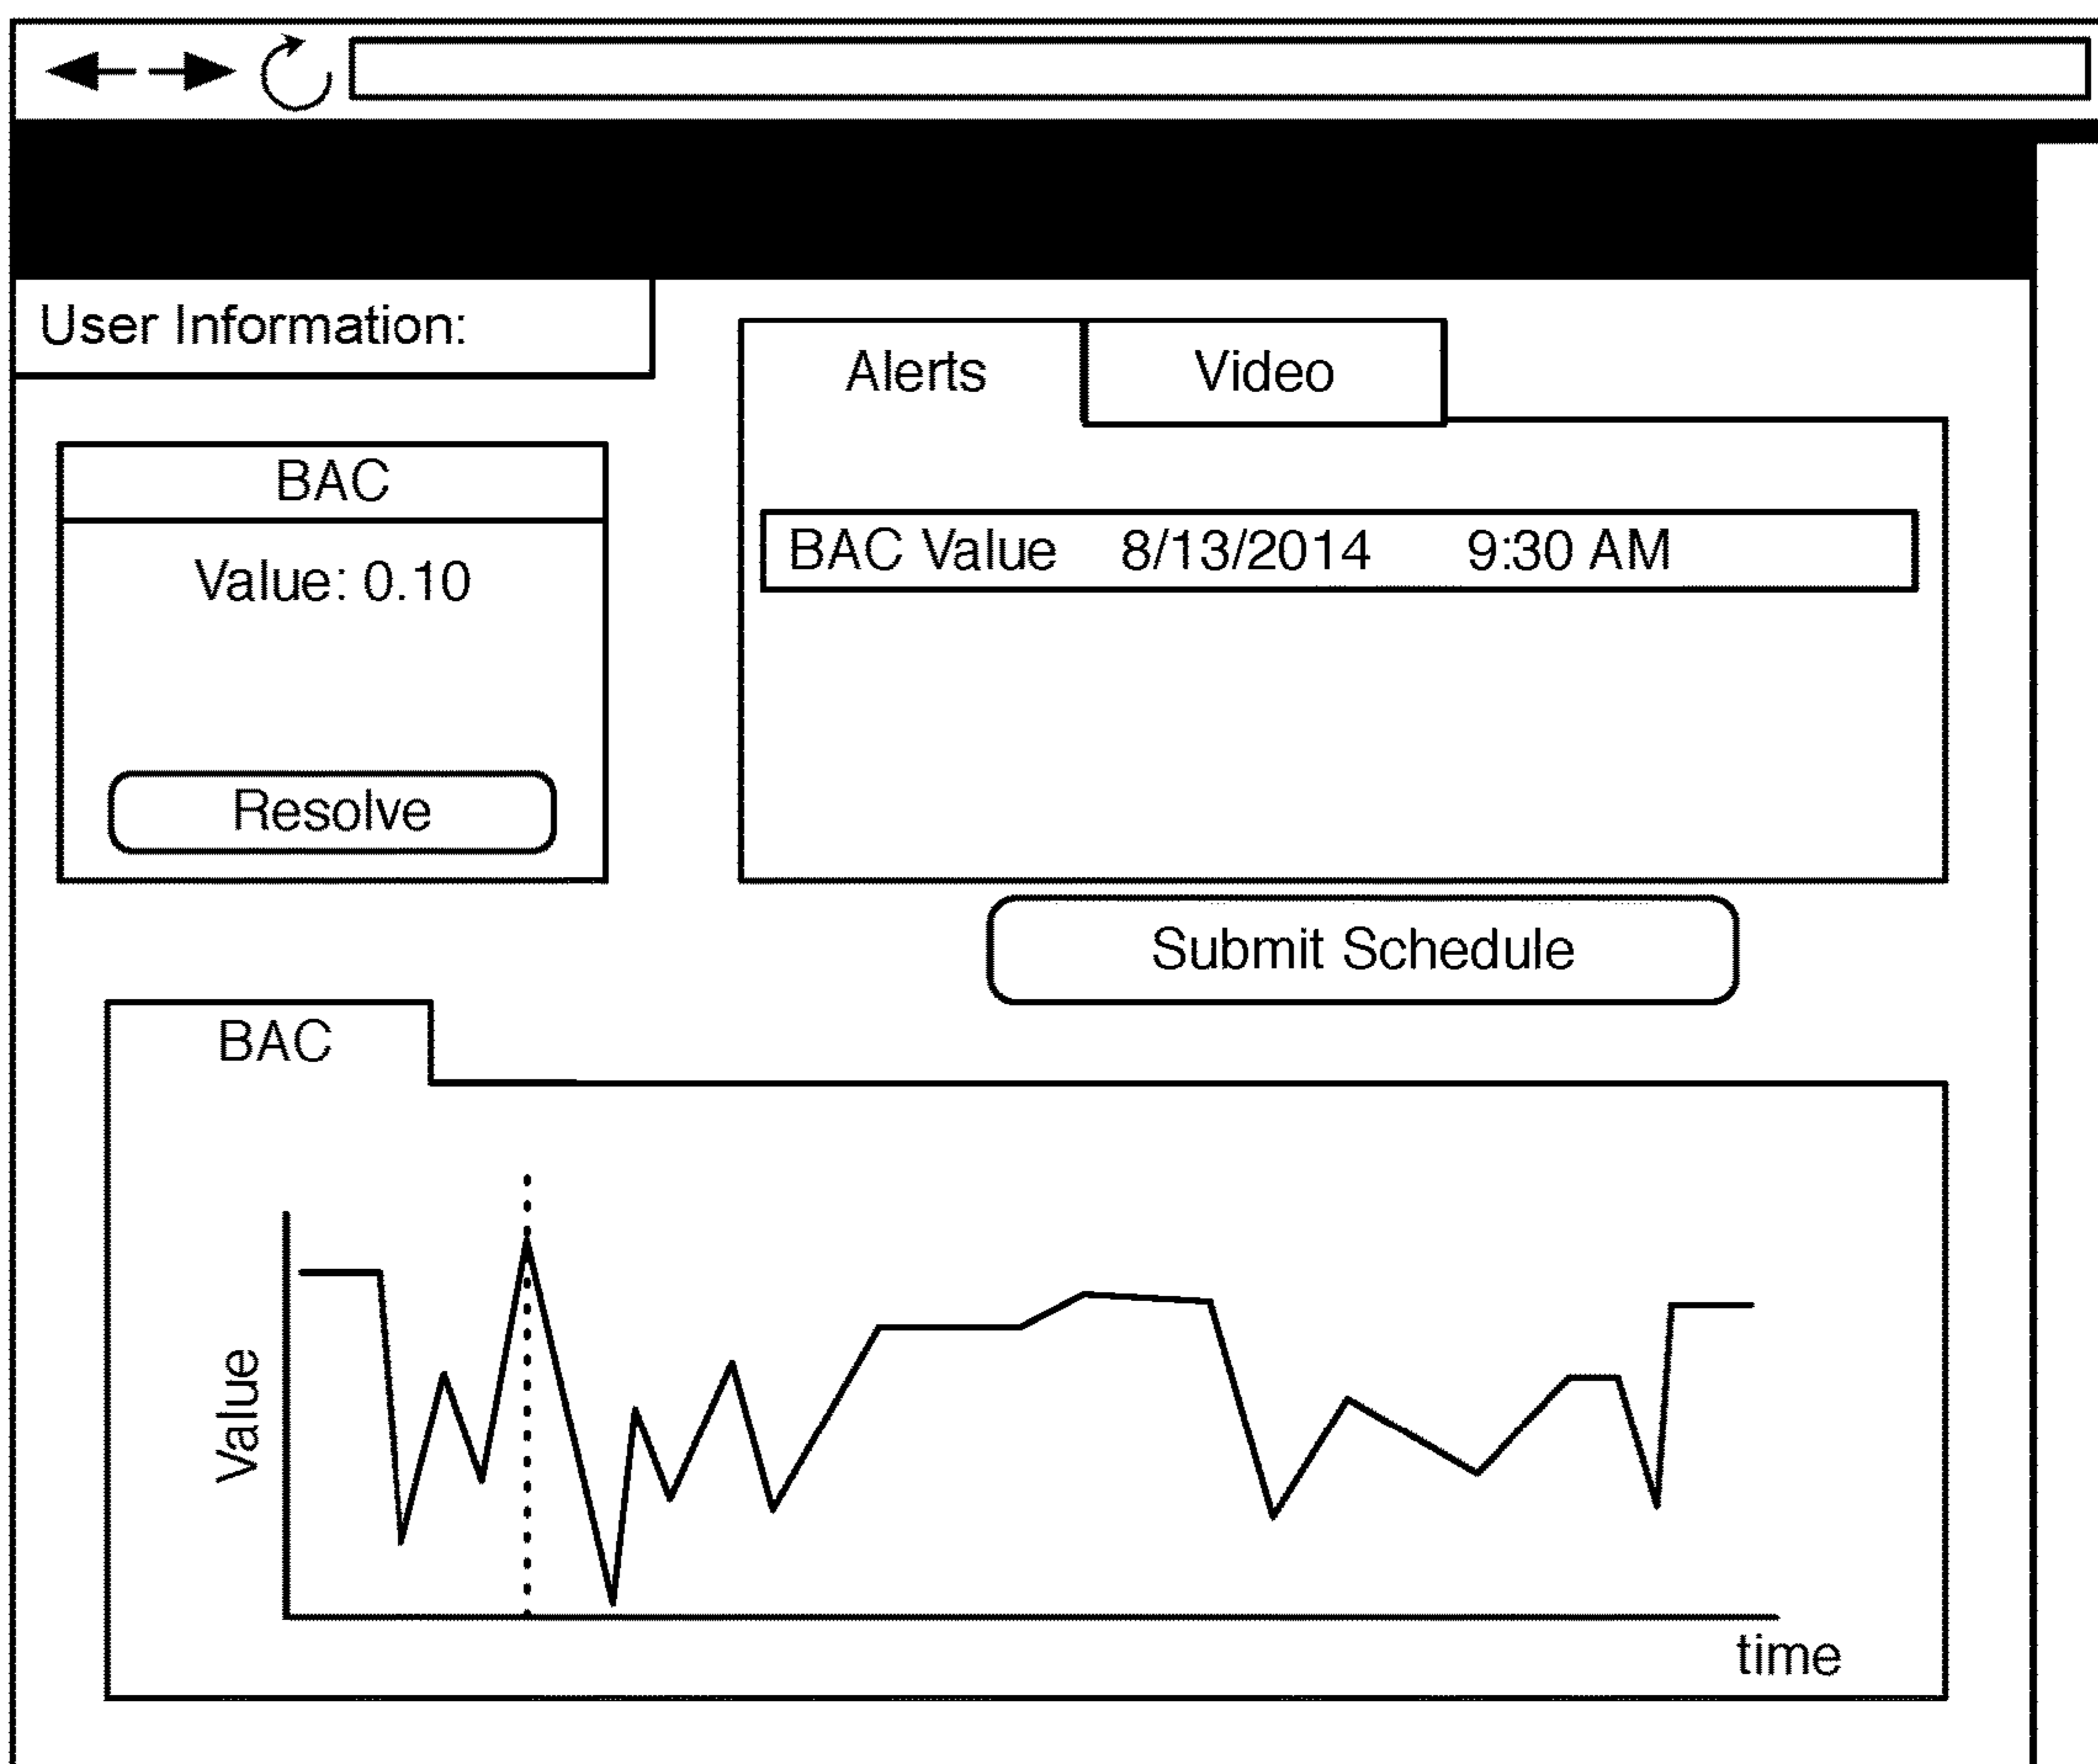 User Information:
Alerts
Video
BAC
Value: 0.10
Resolve
BAC Value 8/13/2014 9:30 AM
Submit Schedule
BAC
Value
time